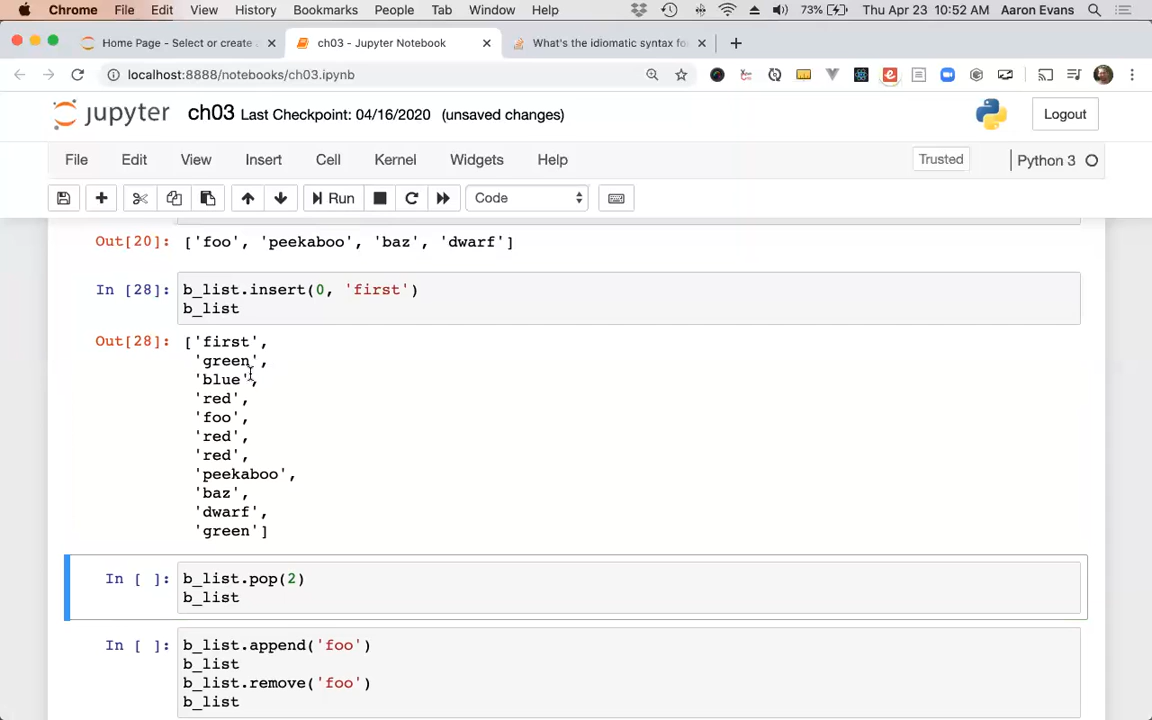 Chrome File Edit View History Bookmarks People Tab Window Help 73% Thu Apr 23 10:52 AM Aaron Evans
Home Page - Select or create ch03 - Jupyter Notebook What's the idiomatic syntax fo
localhost:8888/notebooks/ch03.ipynb
jupyter ch03 Last Checkpoint: 04/16/2020 (unsaved changes) Logout
File Edit View Insert Cell Kernel Widgets Help Trusted Python 3
Run Code
Out[20]: ['foo', 'peekaboo', 'baz', 'dwarf']
In [28]: b_list.insert(0, 'first')
b_list
Out[28]: ['first',
'green',
'blue',
'red',
'foo',
'red',
'red',
'peekaboo',
'baz',
'dwarf',
'green']
In [ ]: b_list.pop(2)
b_list
In [ ]: b_list.append('foo')
b_list
b_list.remove('foo')
b_list